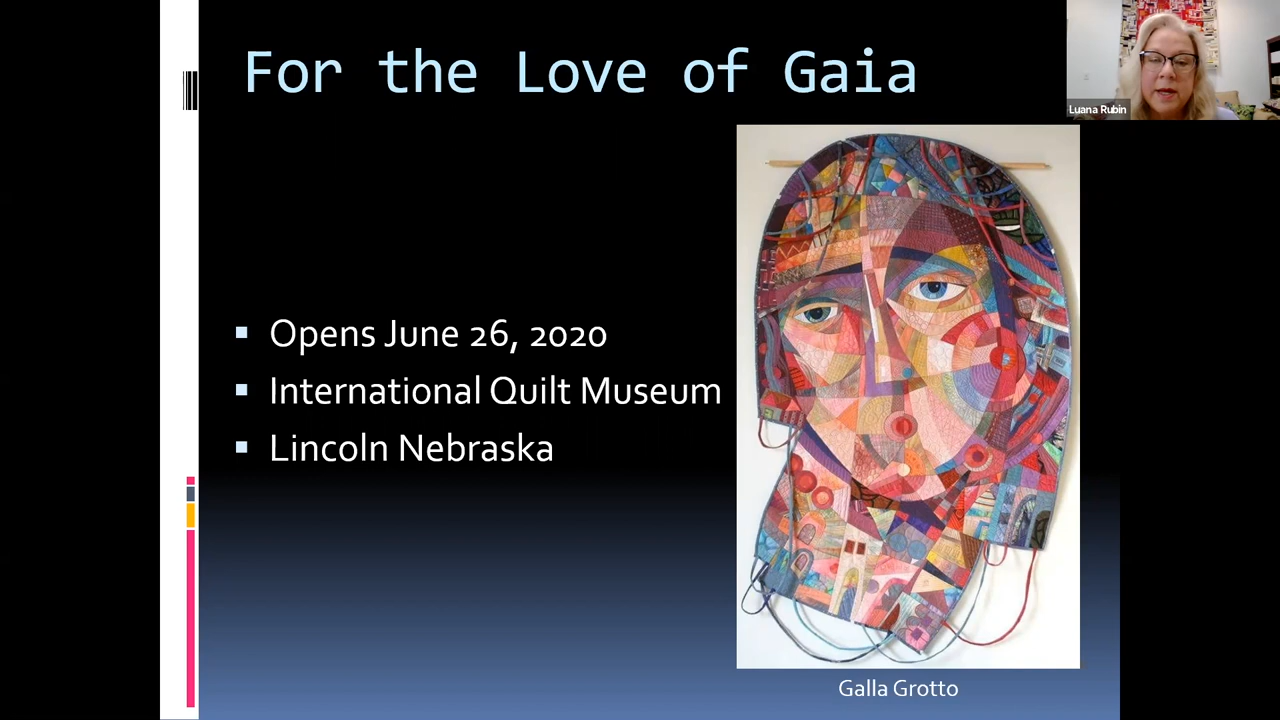 For the Love of Gaia
Luana Rubin
Opens June 26, 2020
International Quilt Museum
Lincoln Nebraska
Galla Grotto